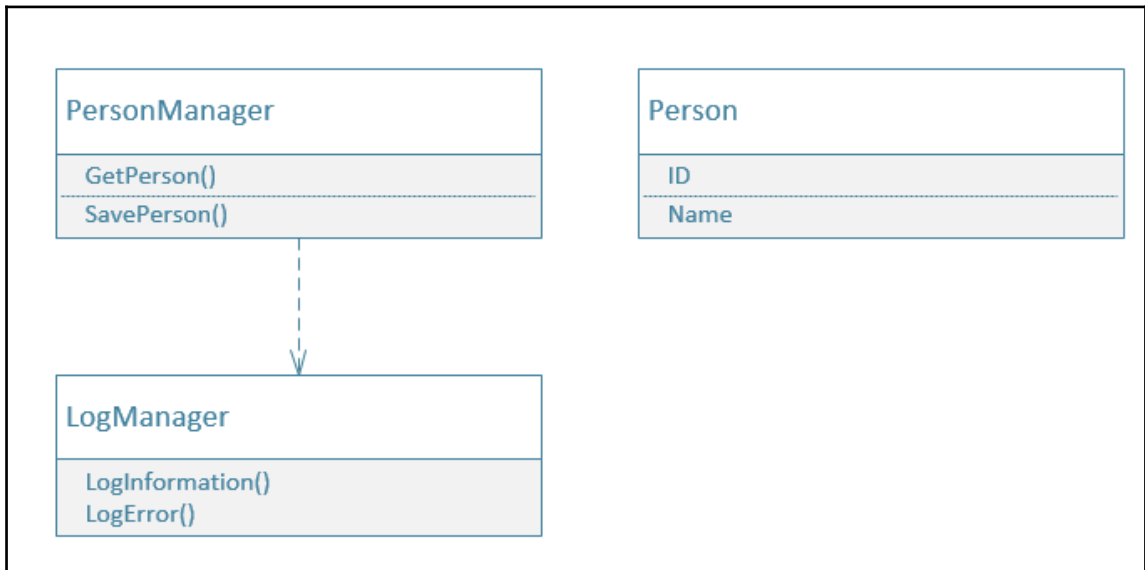 PersonManager
GetPerson()
SavePerson()
Person
ID
Name
LogManager
LogInformation()
LogError()